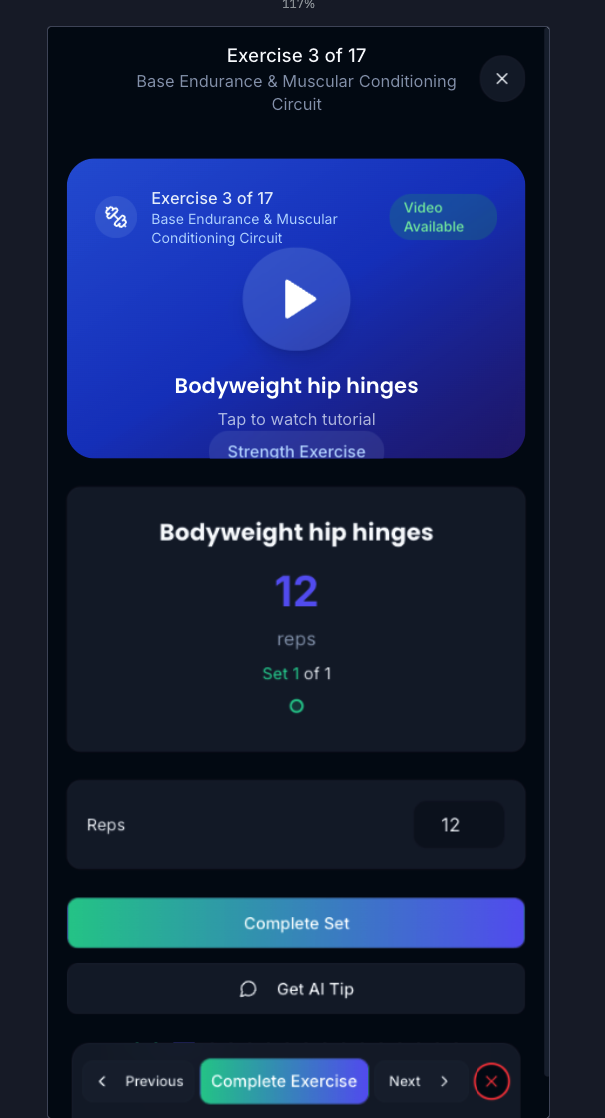 117%
Exercise 3 of 17
Base Endurance & Muscular Conditioning
Circuit
Exercise 3 of 17
Base Endurance & Muscular
Conditioning Circuit
Video
Available
Bodyweight hip hinges
Tap to watch tutorial
Strength Exercise
Bodyweight hip hinges
12
reps
Set 1 of 1
Reps
12
Complete Set
Get AI Tip
Previous
Complete Exercise
Next